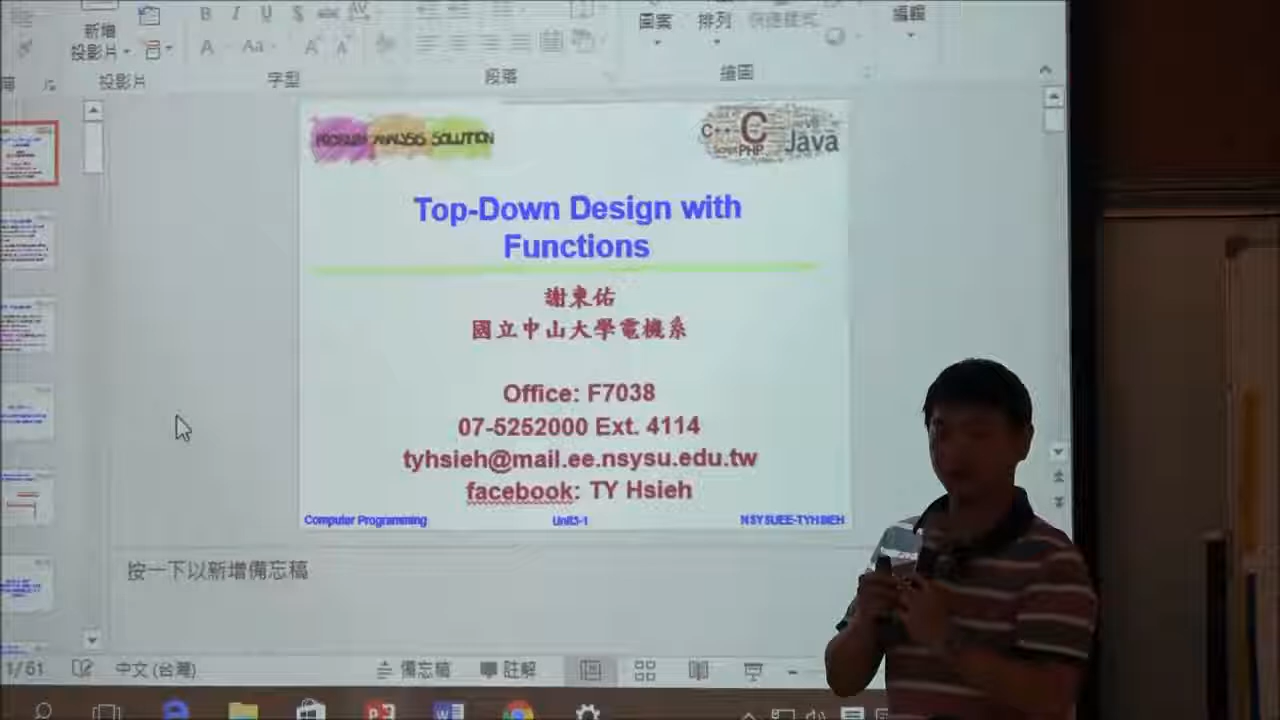 新增
投影片
投影片
字型
段落
圖案
排列
快速樣式
繪圖
編輯
PROBLEM ANALYSIS SOLUTION
C++
C
PHP
Java
Top-Down Design with
Functions
謝東佑
國立中山大學電機系
Office: F7038
07-5252000 Ext. 4114
tyhsieh@mail.ee.nsysu.edu.tw
facebook: TY Hsieh
Computer Programming
Unit3-1
NSYSUEE-TYHSIEH
按一下以新增備忘稿
1/61
中文 (台灣)
備忘稿
註解